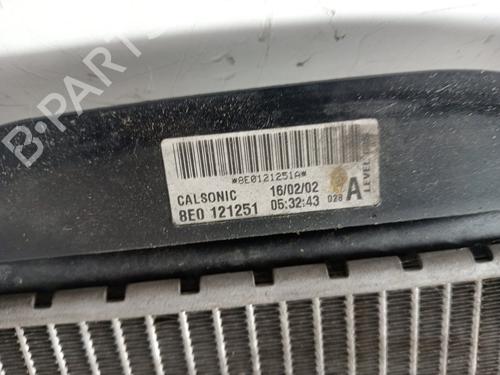 B-PARTS
*8E0121251A*
CALSONIC 16/02/02
8E0 121251 05:32:43 028 A
LEVEL